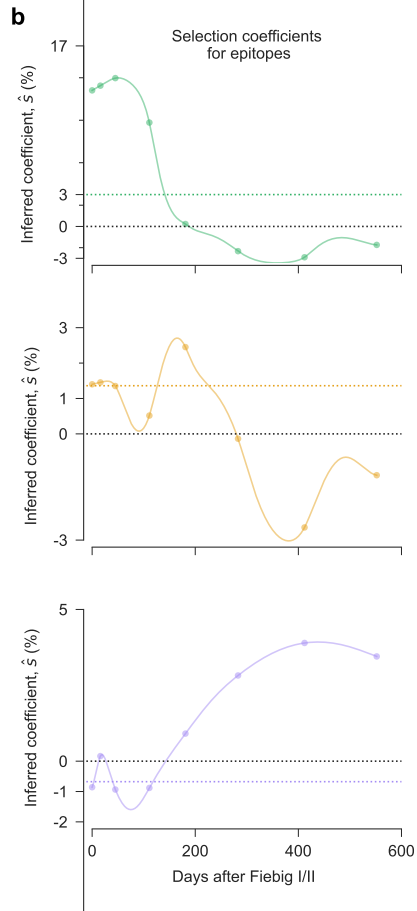 b
Selection coefficients
for epitopes
Inferred coefficient, ŝ (%)
17
3
0
-3
Inferred coefficient, ŝ (%)
3
1
0
-3
Inferred coefficient, ŝ (%)
5
0
-1
-2
0 200 400 600
Days after Fiebig I/II